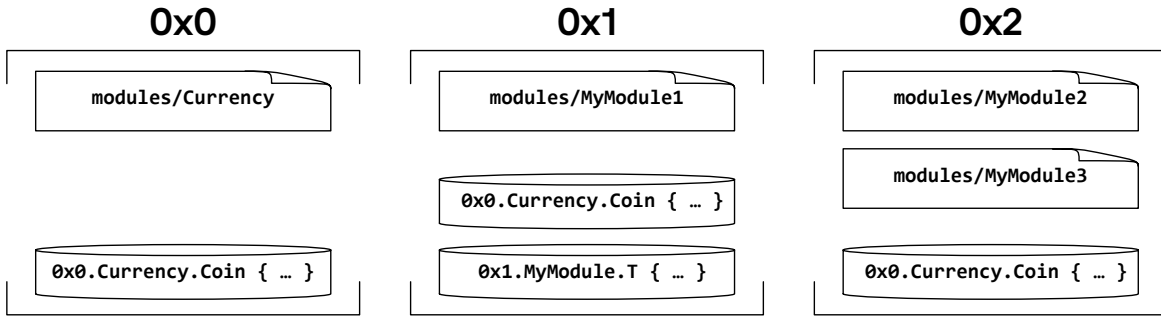 0x0
modules/Currency
0x0.Currency.Coin { … }
0x1
modules/MyModule1
0x0.Currency.Coin { … }
0x1.MyModule.T { … }
0x2
modules/MyModule2
modules/MyModule3
0x0.Currency.Coin { … }